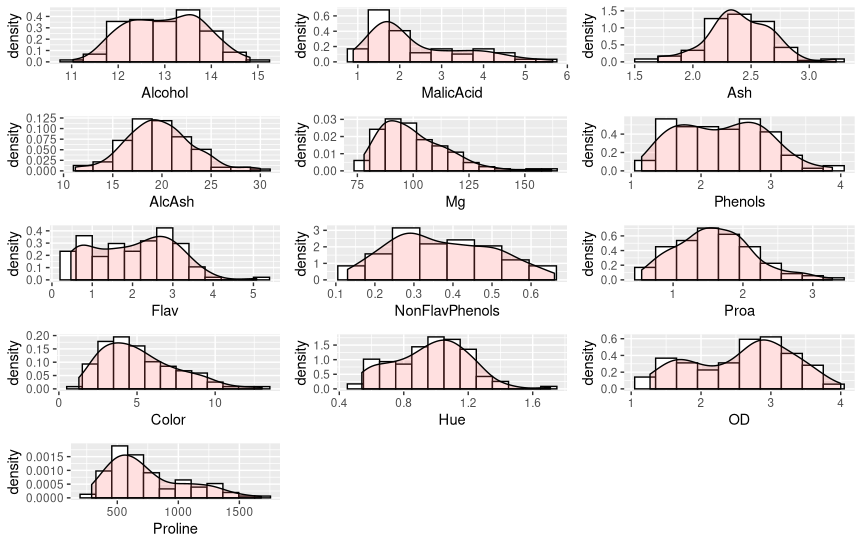 density
0.4
0.3
0.2
0.1
0.0
11 12 13 14 15
Alcohol
density
0.6
0.4
0.2
0.0
1 2 3 4 5 6
MalicAcid
density
1.5
1.0
0.5
0.0
1.5 2.0 2.5 3.0
Ash
density
0.125
0.100
0.075
0.050
0.025
0.000
10 15 20 25 30
AlcAsh
density
0.03
0.02
0.01
0.00
75 100 125 150
Mg
density
0.4
0.2
0.0
1 2 3 4
Phenols
density
0.4
0.3
0.2
0.1
0.0
0 1 2 3 4 5
Flav
density
3
2
1
0
0.1 0.2 0.3 0.4 0.5 0.6
NonFlavPhenols
density
0.6
0.4
0.2
0.0
1 2 3
Proa
density
0.20
0.15
0.10
0.05
0.00
0 5 10
Color
density
1.5
1.0
0.5
0.0
0.4 0.8 1.2 1.6
Hue
density
0.6
0.4
0.2
0.0
1 2 3 4
OD
density
0.0015
0.0010
0.0005
0.0000
500 1000 1500
Proline